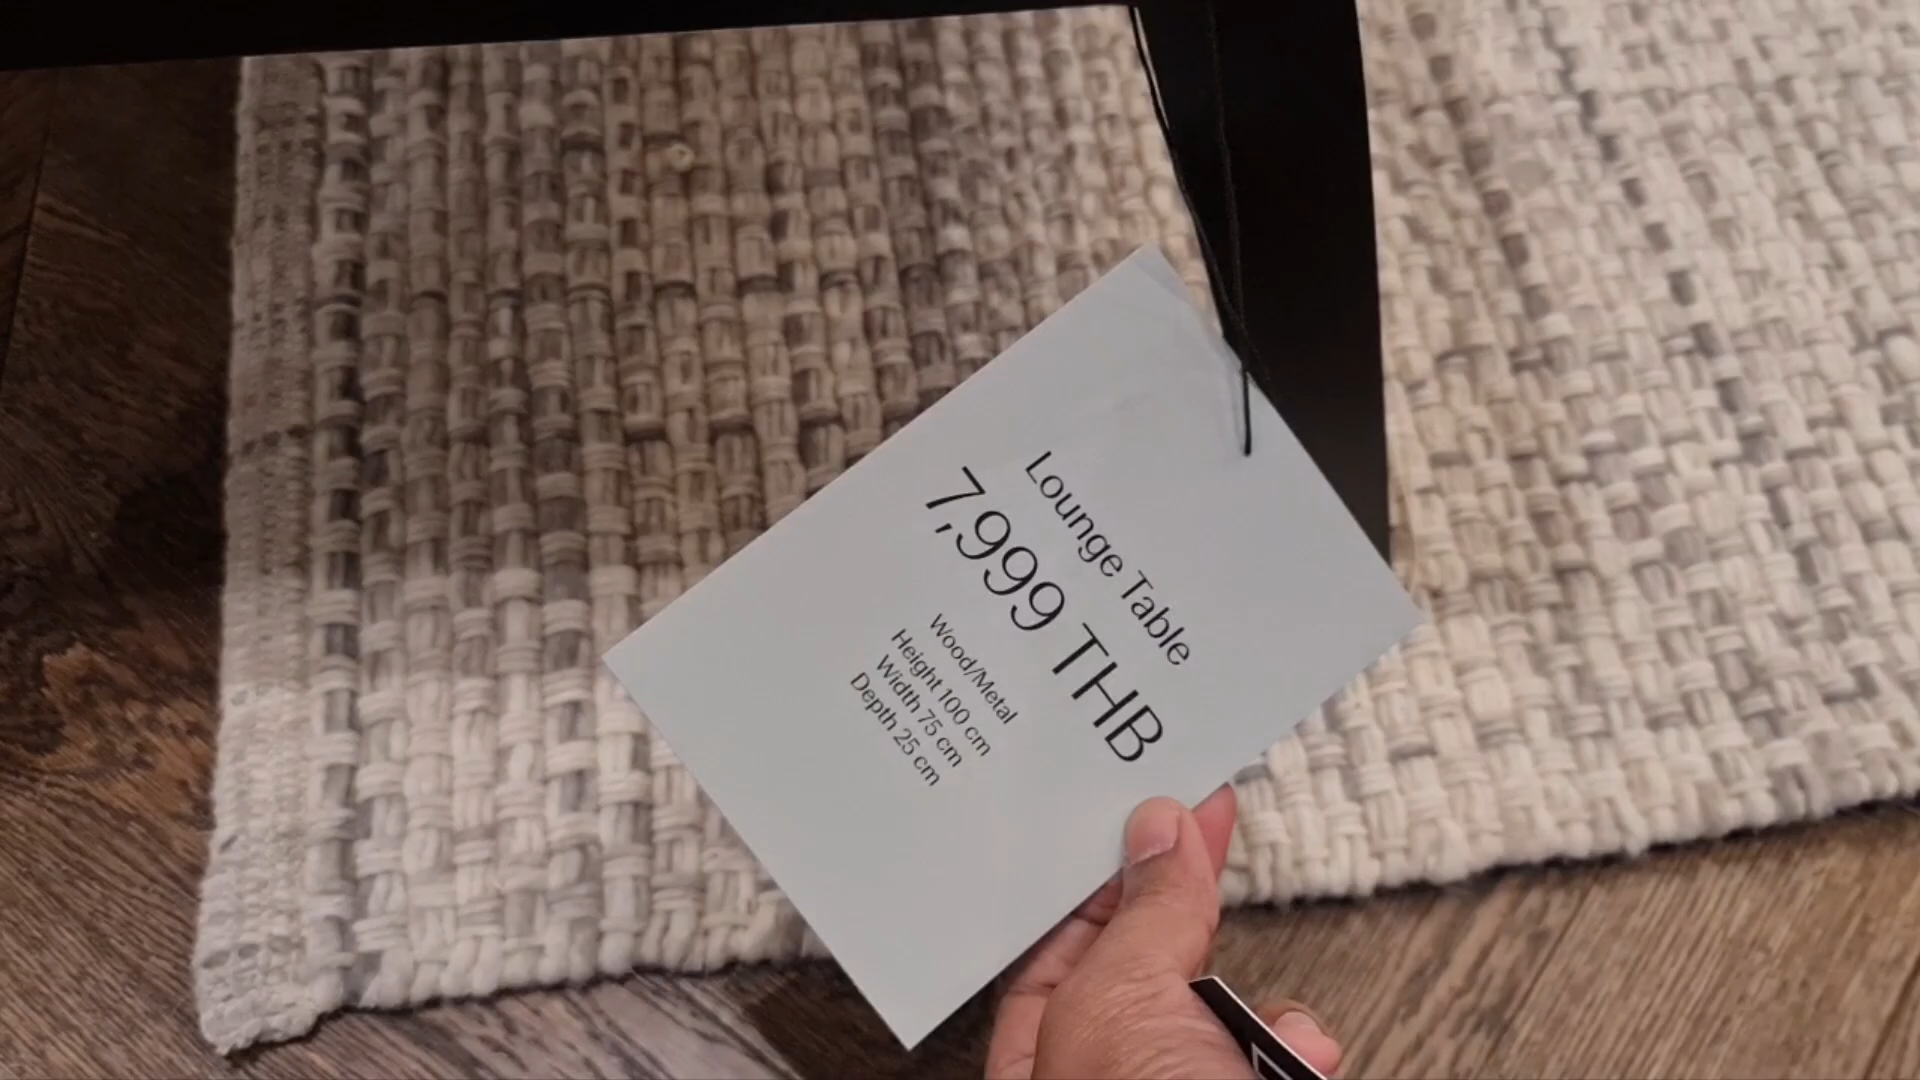 Lounge Table
7,999 THB
Wood/Metal
Height 100 cm
Width 75 cm
Depth 25 cm